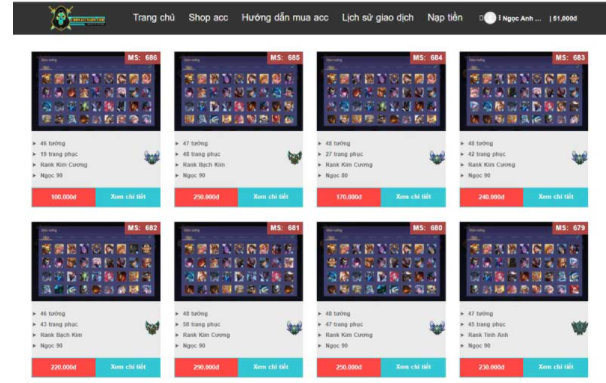 Trang chủ Shop acc Hướng dẫn mua acc Lịch sử giao dịch Nạp tiền Ngọc Anh ... | 51,000đ
MS: 686 MS: 685 MS: 684 MS: 683
46 tướng 47 tướng 48 tướng 48 tướng
19 trang phục 48 trang phục 27 trang phục 42 trang phục
Rank Kim Cương Rank Bạch Kim Rank Kim Cương Rank Kim Cương
Ngọc 90 Ngọc 90 Ngọc 80 Ngọc 90
100,000đ Xem chi tiết 250,000đ Xem chi tiết 170,000đ Xem chi tiết 240,000đ Xem chi tiết
MS: 682 MS: 681 MS: 680 MS: 679
46 tướng 48 tướng 48 tướng 47 tướng
43 trang phục 50 trang phục 47 trang phục 45 trang phục
Rank Bạch Kim Rank Kim Cương Rank Kim Cương Rank Tinh Anh
Ngọc 90 Ngọc 90 Ngọc 90 Ngọc 90
220,000đ Xem chi tiết 290,000đ Xem chi tiết 250,000đ Xem chi tiết 230,000đ Xem chi tiết